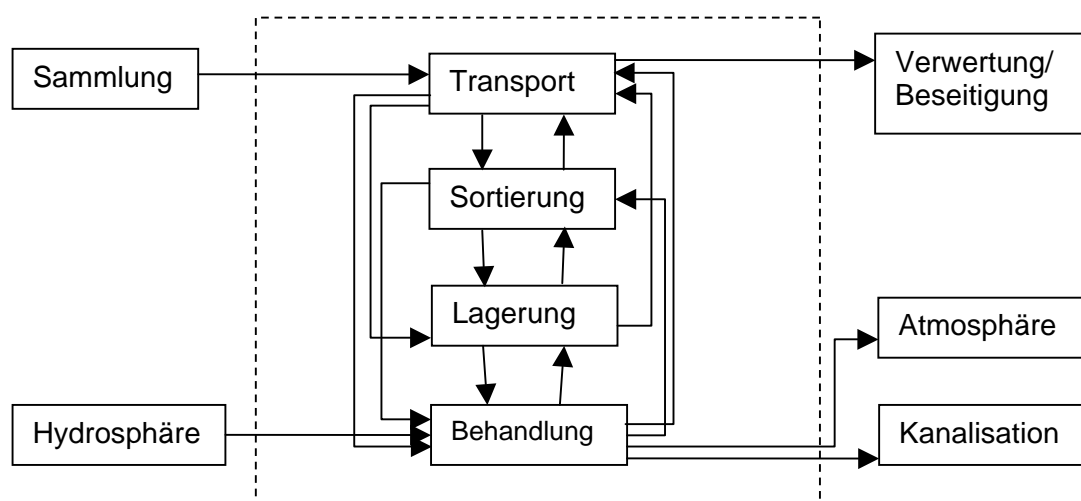 Sammlung
Transport
Verwertung/
Beseitigung
Sortierung
Lagerung
Atmosphäre
Hydrosphäre
Behandlung
Kanalisation